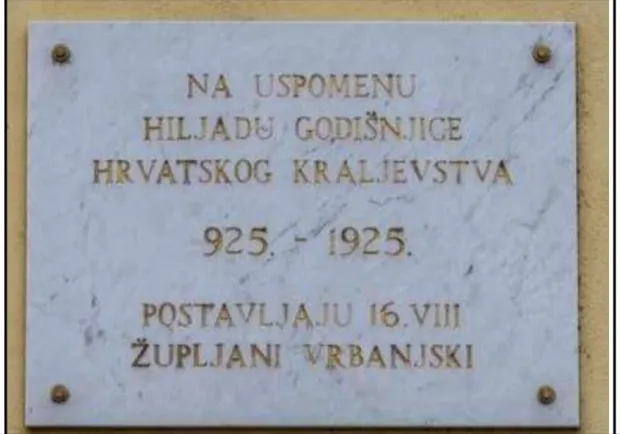 NA USPOMENU
HILJADU GODIŠNJICE
HRVATSKOG KRALJEVSTVA
925. - 1925.
POSTAVLJAJU 16.VIII
ŽUPLJANI VRBANJSKI